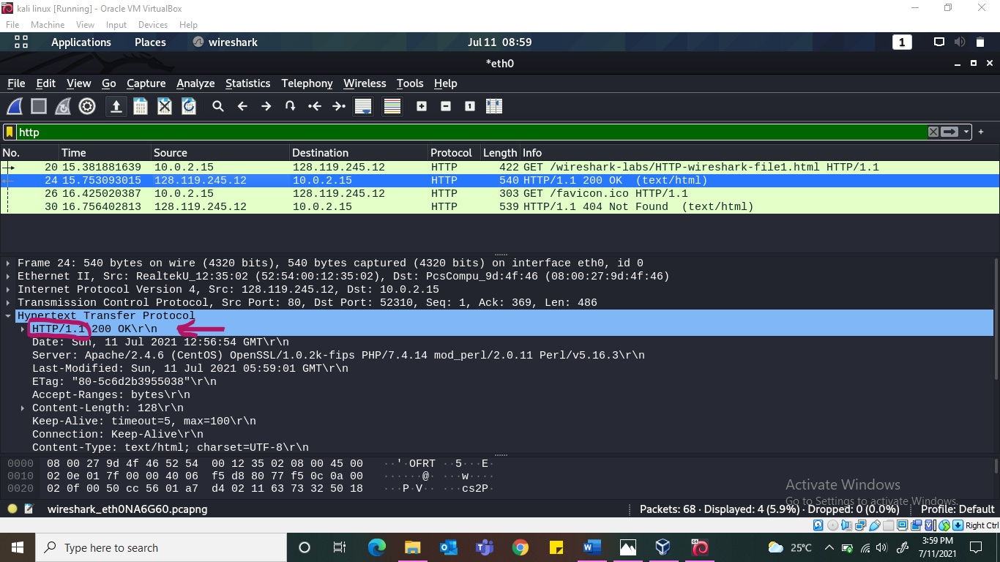 kali linux [Running] - Oracle VM VirtualBox
File Machine View Input Devices Help
Applications Places wireshark Jul 11 08:59 1
*eth0
File Edit View Go Capture Analyze Statistics Telephony Wireless Tools Help
http
No. Time Source Destination Protocol Length Info
20 15.381881639 10.0.2.15 128.119.245.12 HTTP 422 GET /wireshark-labs/HTTP-wireshark-file1.html HTTP/1.1
24 15.753093015 128.119.245.12 10.0.2.15 HTTP 540 HTTP/1.1 200 OK (text/html)
26 16.425020387 10.0.2.15 128.119.245.12 HTTP 303 GET /favicon.ico HTTP/1.1
30 16.756402813 128.119.245.12 10.0.2.15 HTTP 539 HTTP/1.1 404 Not Found (text/html)
Frame 24: 540 bytes on wire (4320 bits), 540 bytes captured (4320 bits) on interface eth0, id 0
Ethernet II, Src: RealtekU_12:35:02 (52:54:00:12:35:02), Dst: PcsCompu_9d:4f:46 (08:00:27:9d:4f:46)
Internet Protocol Version 4, Src: 128.119.245.12, Dst: 10.0.2.15
Transmission Control Protocol, Src Port: 80, Dst Port: 52310, Seq: 1, Ack: 369, Len: 486
Hypertext Transfer Protocol
HTTP/1.1 200 OK\r\n
Date: Sun, 11 Jul 2021 12:56:54 GMT\r\n
Server: Apache/2.4.6 (CentOS) OpenSSL/1.0.2k-fips PHP/7.4.14 mod_perl/2.0.11 Perl/v5.16.3\r\n
Last-Modified: Sun, 11 Jul 2021 05:59:01 GMT\r\n
ETag: "80-5c6d2b3955038"\r\n
Accept-Ranges: bytes\r\n
Content-Length: 128\r\n
Keep-Alive: timeout=5, max=100\r\n
Connection: Keep-Alive\r\n
Content-Type: text/html; charset=UTF-8\r\n
0000 08 00 27 9d 4f 46 52 54 00 12 35 02 08 00 45 00 ··'·OFRT ··5···E·
0010 02 0e 01 7f 00 00 40 06 f5 d8 80 77 f5 0c 0a 00 ······@· ···w····
0020 02 0f 00 50 cc 56 01 a7 d4 02 11 63 73 32 50 18 ···P·V·· ···cs2P·
Activate Windows
Go to Settings to activate Windows.
wireshark_eth0NA6G60.pcapng Packets: 68 · Displayed: 4 (5.9%) · Dropped: 0 (0.0%) Profile: Default
Right Ctrl
Type here to search 25°C 3:59 PM
7/11/2021